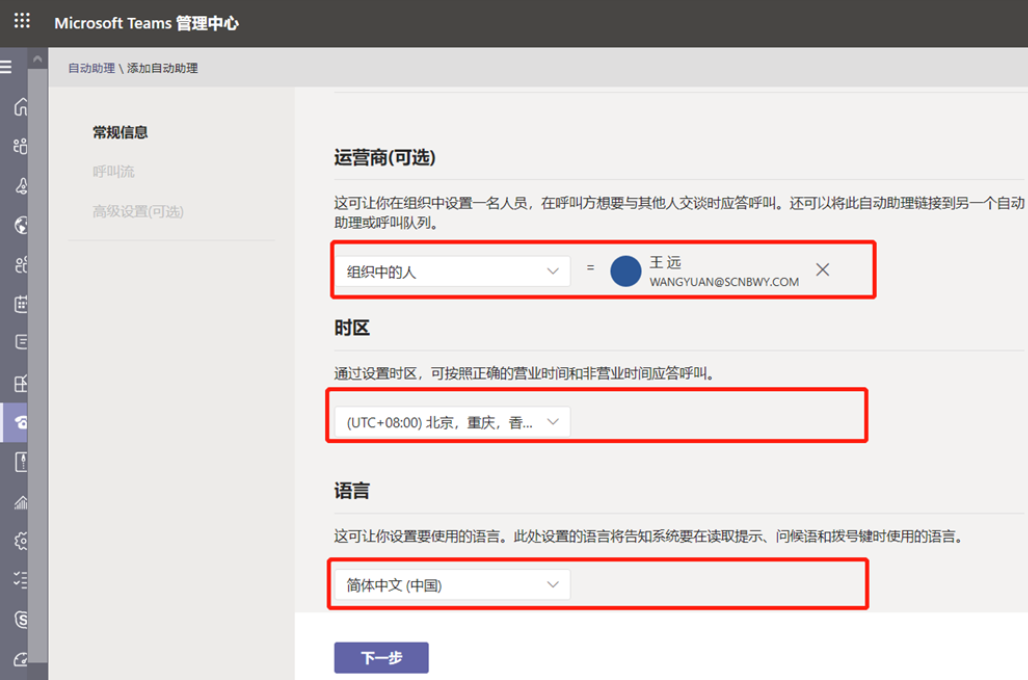 Microsoft Teams 管理中心
自动助理 \ 添加自动助理
常规信息
呼叫流
高级设置(可选)
运营商(可选)
这可让你在组织中设置一名人员，在呼叫方想要与其他人交谈时应答呼叫。还可以将此自动助理链接到另一个自动
助理或呼叫队列。
组织中的人
=
王 远
WANGYUAN@SCNBWY.COM
时区
通过设置时区，可按照正确的营业时间和非营业时间应答呼叫。
(UTC+08:00) 北京，重庆，香...
语言
这可让你设置要使用的语言。此处设置的语言将告知系统要在读取提示、问候语和拨号键时使用的语言。
简体中文 (中国)
下一步